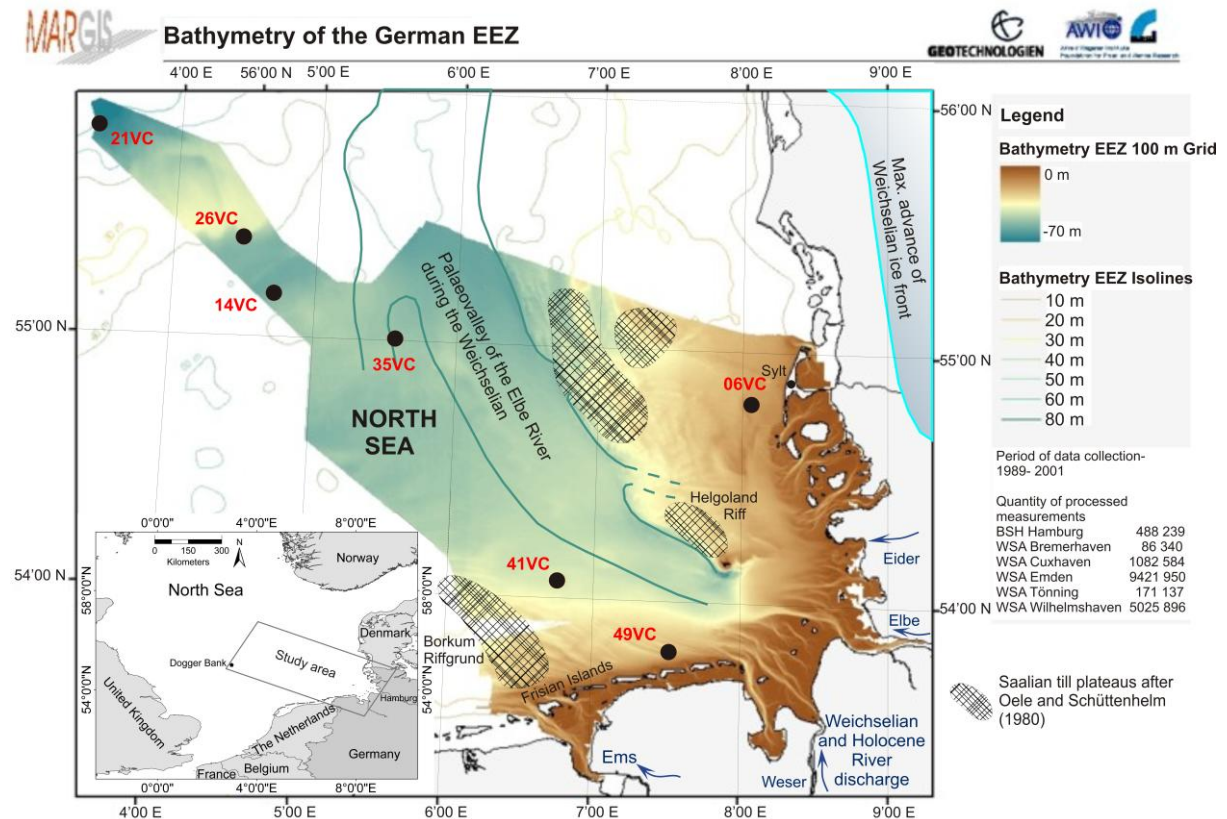 MARGIS
Bathymetry of the German EEZ
GEOTECHNOLOGIEN
AWI
4°00' E
56°00' N
5°00' E
6°00' E
7°00' E
8°00' E
9°00' E
56°00' N
55°00' N
54°00' N
55°00' N
54°00' N
21VC
26VC
14VC
35VC
06VC
41VC
49VC
Palaeovalley of the Elbe River
during the Weichselian
Max. advance of
Weichselian ice front
NORTH
SEA
Sylt
Helgoland
Riff
Eider
Elbe
Borkum
Riffgrund
Frisian Islands
Ems
Weser
Weichselian
and Holocene
River
discharge
4°00' E
5°00' E
6°00' E
7°00' E
8°00' E
9°00' E
0°0'0"
4°0'0"E
8°0'0"E
0 150 300
Kilometers
N
Norway
North Sea
Denmark
Dogger Bank
Study area
Hamburg
United Kingdom
The Netherlands
Germany
Belgium
France
58°0'0"N
54°0'0"N
58°0'0"N
54°0'0"N
0°0'0"
4°0'0"E
8°0'0"E
Legend
Bathymetry EEZ 100 m Grid
0 m
-70 m
Bathymetry EEZ Isolines
10 m
20 m
30 m
40 m
50 m
60 m
80 m
Period of data collection-
1989- 2001
Quantity of processed
measurements
BSH Hamburg 488 239
WSA Bremerhaven 86 340
WSA Cuxhaven 1082 584
WSA Emden 9421 950
WSA Tönning 171 137
WSA Wilhelmshaven 5025 896
Saalian till plateaus after
Oele and Schüttenhelm
(1980)